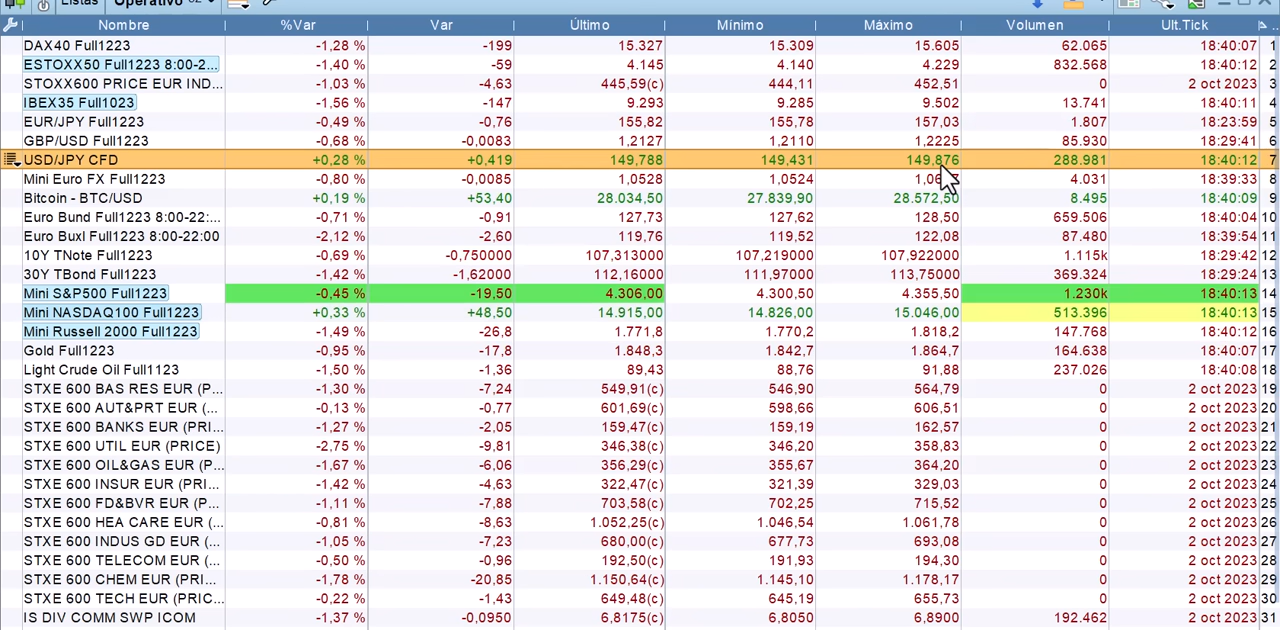 Listas Operativo
Nombre %Var Var Último Mínimo Máximo Volumen Ult.Tick
DAX40 Full1223 -1,28 % -199 15.327 15.309 15.605 62.065 18:40:07 1
ESTOXX50 Full1223 8:00-2... -1,40 % -59 4.145 4.140 4.229 832.568 18:40:12 2
STOXX600 PRICE EUR IND... -1,03 % -4,63 445,59(c) 444,11 452,51 0 2 oct 2023 3
IBEX35 Full1023 -1,56 % -147 9.293 9.285 9.502 13.741 18:40:11 4
EUR/JPY Full1223 -0,49 % -0,76 155,82 155,78 157,03 1.807 18:23:59 5
GBP/USD Full1223 -0,68 % -0,0083 1,2127 1,2110 1,2225 85.930 18:29:41 6
USD/JPY CFD +0,28 % +0,419 149,788 149,431 149,876 288.981 18:40:12 7
Mini Euro FX Full1223 -0,80 % -0,0085 1,0528 1,0524 4.031 18:39:33 8
Bitcoin - BTC/USD +0,19 % +53,40 28.034,50 27.839,90 28.572,50 8.495 18:40:09 9
Euro Bund Full1223 8:00-22:... -0,71 % -0,91 127,73 127,62 128,50 659.506 18:40:04 10
Euro Buxl Full1223 8:00-22:00 -2,12 % -2,60 119,76 119,52 122,08 87.480 18:39:54 11
10Y TNote Full1223 -0,69 % -0,750000 107,313000 107,219000 107,922000 1.115k 18:29:42 12
30Y TBond Full1223 -1,42 % -1,62000 112,16000 111,97000 113,75000 369.324 18:29:24 13
Mini S&P500 Full1223 -0,45 % -19,50 4.306,00 4.300,50 4.355,50 1.230k 18:40:13 14
Mini NASDAQ100 Full1223 +0,33 % +48,50 14.915,00 14.826,00 15.046,00 513.396 18:40:13 15
Mini Russell 2000 Full1223 -1,49 % -26,8 1.771,8 1.770,2 1.818,2 147.768 18:40:12 16
Gold Full1223 -0,95 % -17,8 1.848,3 1.842,7 1.864,7 164.638 18:40:07 17
Light Crude Oil Full1123 -1,50 % -1,36 89,43 88,76 91,88 237.026 18:40:08 18
STXE 600 BAS RES EUR (P... -1,30 % -7,24 549,91(c) 546,90 564,79 0 2 oct 2023 19
STXE 600 AUT&PRT EUR (... -0,13 % -0,77 601,69(c) 598,66 606,51 0 2 oct 2023 20
STXE 600 BANKS EUR (PRI... -1,27 % -2,05 159,47(c) 159,19 162,57 0 2 oct 2023 21
STXE 600 UTIL EUR (PRICE) -2,75 % -9,81 346,38(c) 346,20 358,83 0 2 oct 2023 22
STXE 600 OIL&GAS EUR (P... -1,67 % -6,06 356,29(c) 355,67 364,20 0 2 oct 2023 23
STXE 600 INSUR EUR (PRI... -1,42 % -4,63 322,47(c) 321,39 329,03 0 2 oct 2023 24
STXE 600 FD&BVR EUR (P... -1,11 % -7,88 703,58(c) 702,25 715,52 0 2 oct 2023 25
STXE 600 HEA CARE EUR (... -0,81 % -8,63 1.052,25(c) 1.046,54 1.061,78 0 2 oct 2023 26
STXE 600 INDUS GD EUR (... -1,05 % -7,23 680,00(c) 677,73 693,08 0 2 oct 2023 27
STXE 600 TELECOM EUR (... -0,50 % -0,96 192,50(c) 191,93 194,30 0 2 oct 2023 28
STXE 600 CHEM EUR (PRI... -1,78 % -20,85 1.150,64(c) 1.145,10 1.178,17 0 2 oct 2023 29
STXE 600 TECH EUR (PRIC... -0,22 % -1,43 649,48(c) 645,19 655,73 0 2 oct 2023 30
IS DIV COMM SWP ICOM -1,37 % -0,0950 6,8175(c) 6,8050 6,8900 192.462 2 oct 2023 31